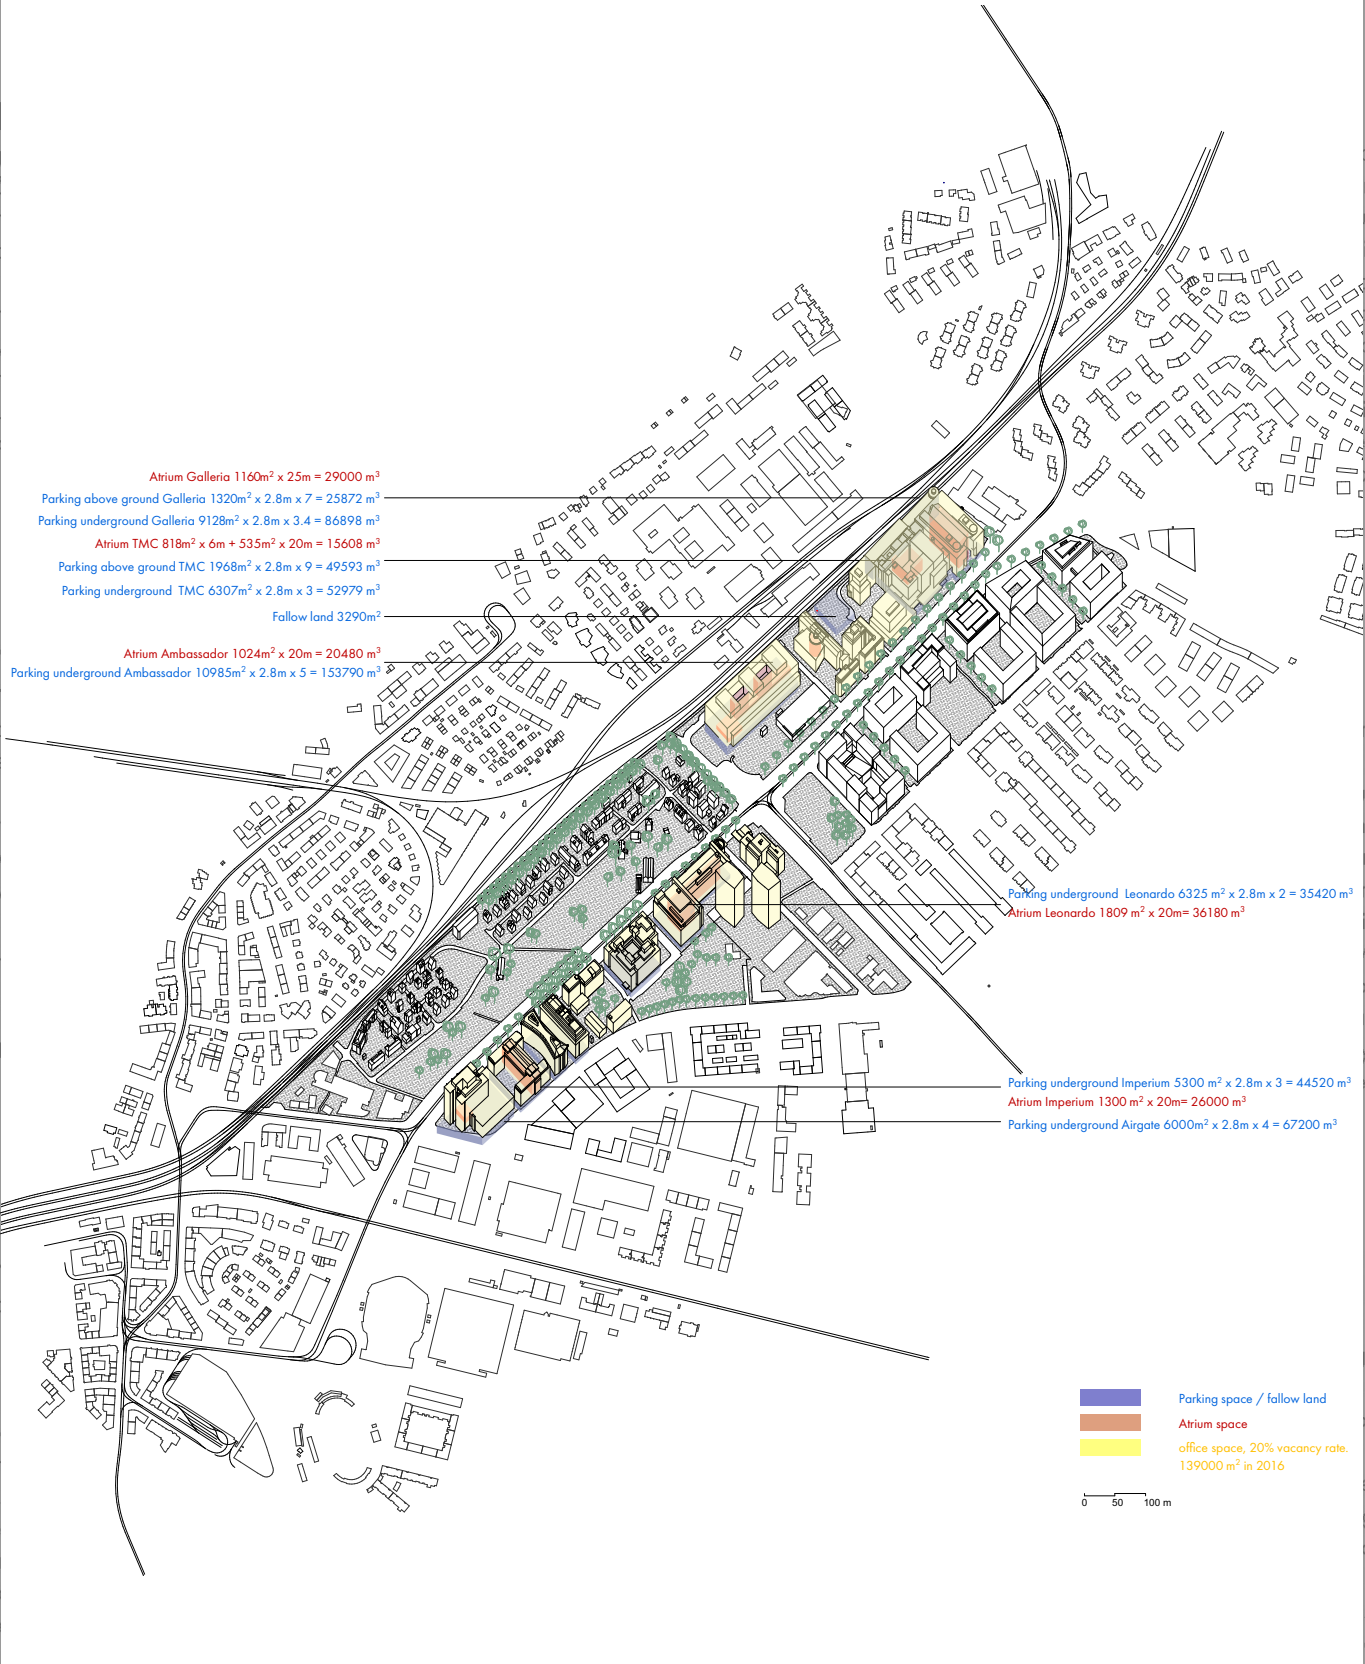 Atrium Galleria 1160m² x 25m = 29000 m³
Parking above ground Galleria 1320m² x 2.8m x 7 = 25872 m³
Parking underground Galleria 9128m² x 2.8m x 3.4 = 86898 m³
Atrium TMC 818m² x 6m + 535m² x 20m = 15608 m³
Parking above ground TMC 1968m² x 2.8m x 9 = 49593 m³
Parking underground TMC 6307m² x 2.8m x 3 = 52979 m³
Fallow land 3290m²
Atrium Ambassador 1024m² x 20m = 20480 m³
Parking underground Ambassador 10985m² x 2.8m x 5 = 153790 m³
Parking underground Leonardo 6325 m² x 2.8m x 2 = 35420 m³
Atrium Leonardo 1809 m² x 20m= 36180 m³
Parking underground Imperium 5300 m² x 2.8m x 3 = 44520 m³
Atrium Imperium 1300 m² x 20m= 26000 m³
Parking underground Airgate 6000m² x 2.8m x 4 = 67200 m³
Parking space / fallow land
Atrium space
office space, 20% vacancy rate.
139000 m² in 2016
0 50 100 m